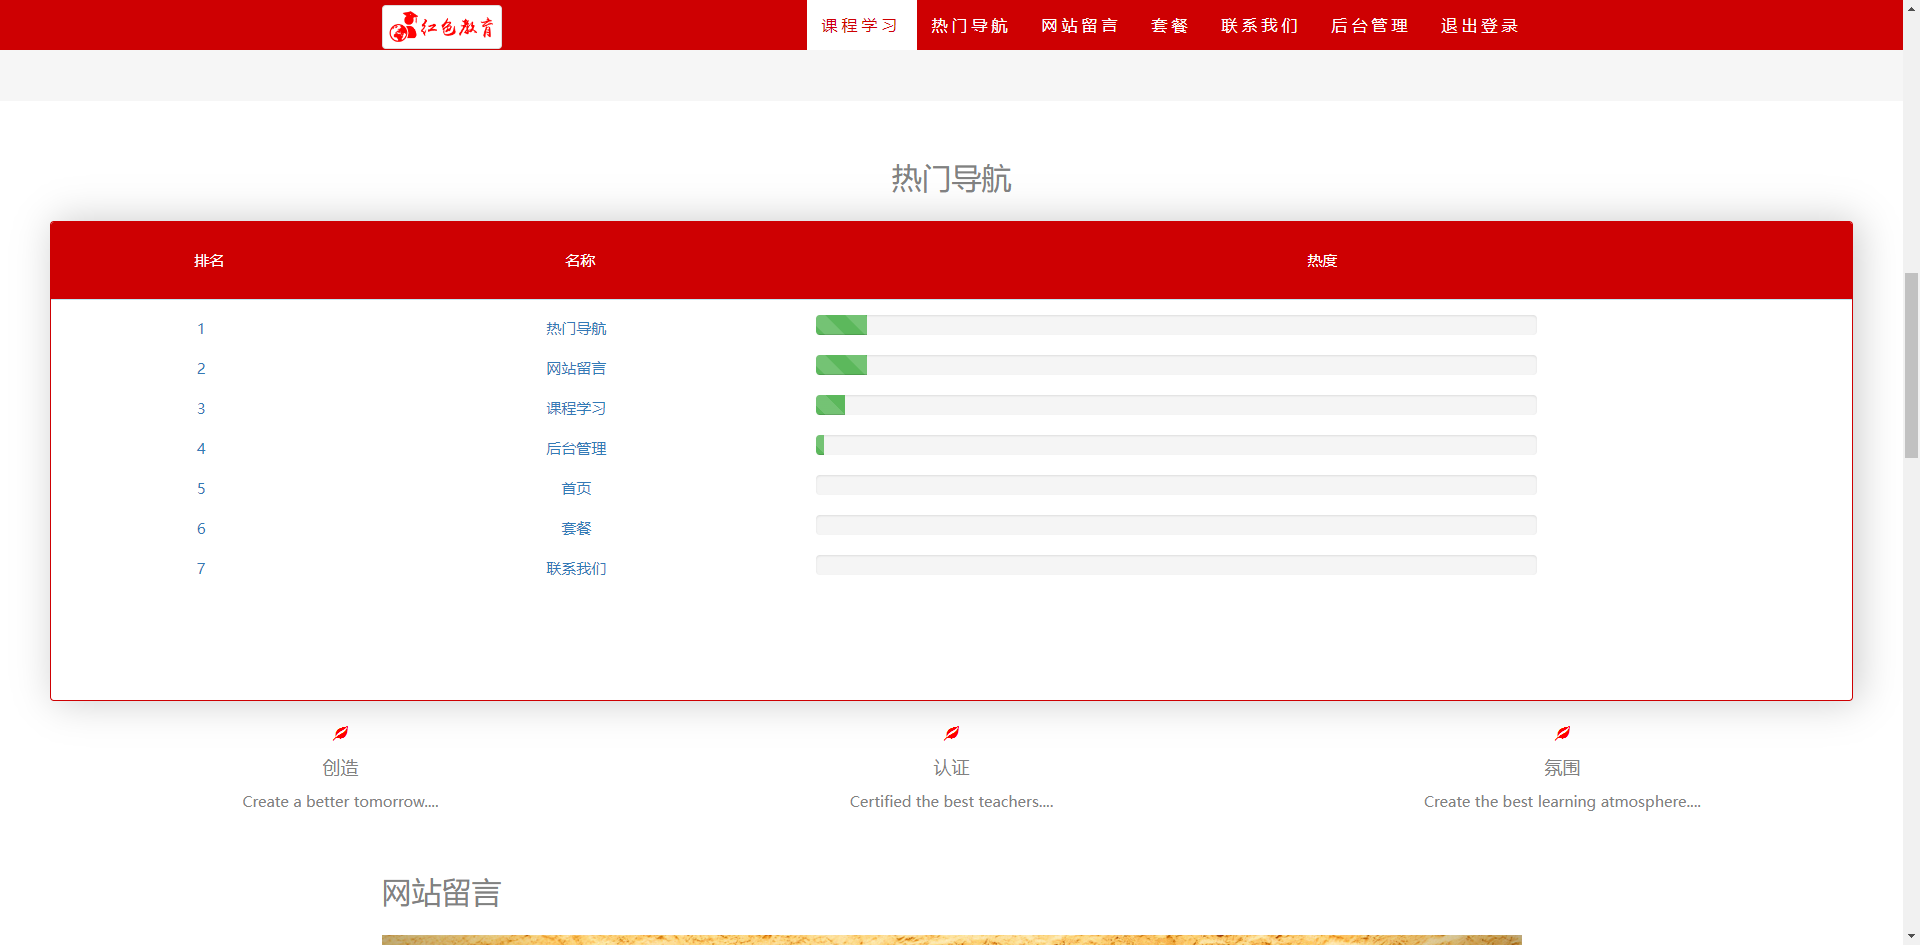 红色教育
课程学习 热门导航 网站留言 套餐 联系我们 后台管理 退出登录
热门导航
排名 名称 热度
1 热门导航
2 网站留言
3 课程学习
4 后台管理
5 首页
6 套餐
7 联系我们
创造 认证 氛围
Create a better tomorrow.... Certified the best teachers.... Create the best learning atmosphere....
网站留言